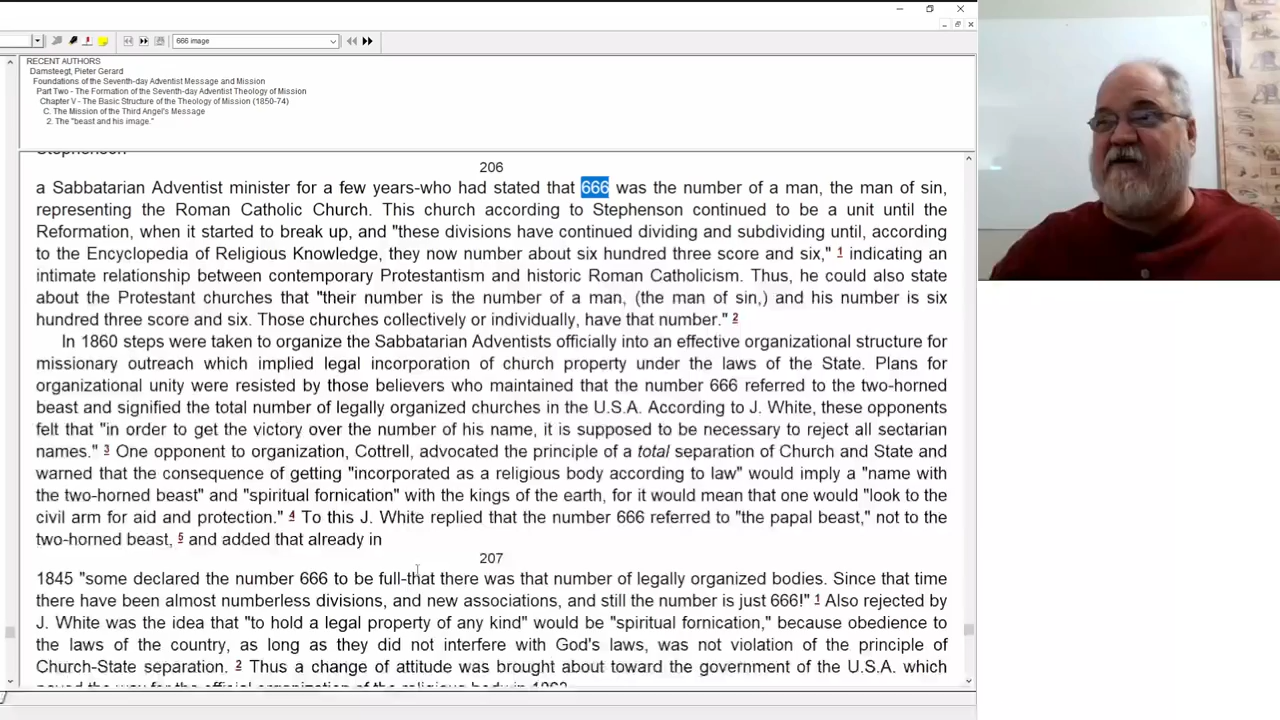 666 image
RECENT AUTHORS
Damsteegt, Pieter Gerard
Foundations of the Seventh-day Adventist Message and Mission
Part Two - The Formation of the Seventh-day Adventist Theology of Mission
Chapter V - The Basic Structure of the Theology of Mission (1850-74)
C. The Mission of the Third Angel's Message
2. The "beast and his image."
Stephenson
206
a Sabbatarian Adventist minister for a few years-who had stated that 666 was the number of a man, the man of sin,
representing the Roman Catholic Church. This church according to Stephenson continued to be a unit until the
Reformation, when it started to break up, and "these divisions have continued dividing and subdividing until, according
to the Encyclopedia of Religious Knowledge, they now number about six hundred three score and six," 1 indicating an
intimate relationship between contemporary Protestantism and historic Roman Catholicism. Thus, he could also state
about the Protestant churches that "their number is the number of a man, (the man of sin,) and his number is six
hundred three score and six. Those churches collectively or individually, have that number." 2
In 1860 steps were taken to organize the Sabbatarian Adventists officially into an effective organizational structure for
missionary outreach which implied legal incorporation of church property under the laws of the State. Plans for
organizational unity were resisted by those believers who maintained that the number 666 referred to the two-horned
beast and signified the total number of legally organized churches in the U.S.A. According to J. White, these opponents
felt that "in order to get the victory over the number of his name, it is supposed to be necessary to reject all sectarian
names." 3 One opponent to organization, Cottrell, advocated the principle of a total separation of Church and State and
warned that the consequence of getting "incorporated as a religious body according to law" would imply a "name with
the two-horned beast" and "spiritual fornication" with the kings of the earth, for it would mean that one would "look to the
civil arm for aid and protection." 4 To this J. White replied that the number 666 referred to "the papal beast," not to the
two-horned beast, 5 and added that already in
207
1845 "some declared the number 666 to be full-that there was that number of legally organized bodies. Since that time
there have been almost numberless divisions, and new associations, and still the number is just 666!" 1 Also rejected by
J. White was the idea that "to hold a legal property of any kind" would be "spiritual fornication," because obedience to
the laws of the country, as long as they did not interfere with God's laws, was not violation of the principle of
Church-State separation. 2 Thus a change of attitude was brought about toward the government of the U.S.A. which
paved the way for the official organization of the religious body in 1863.